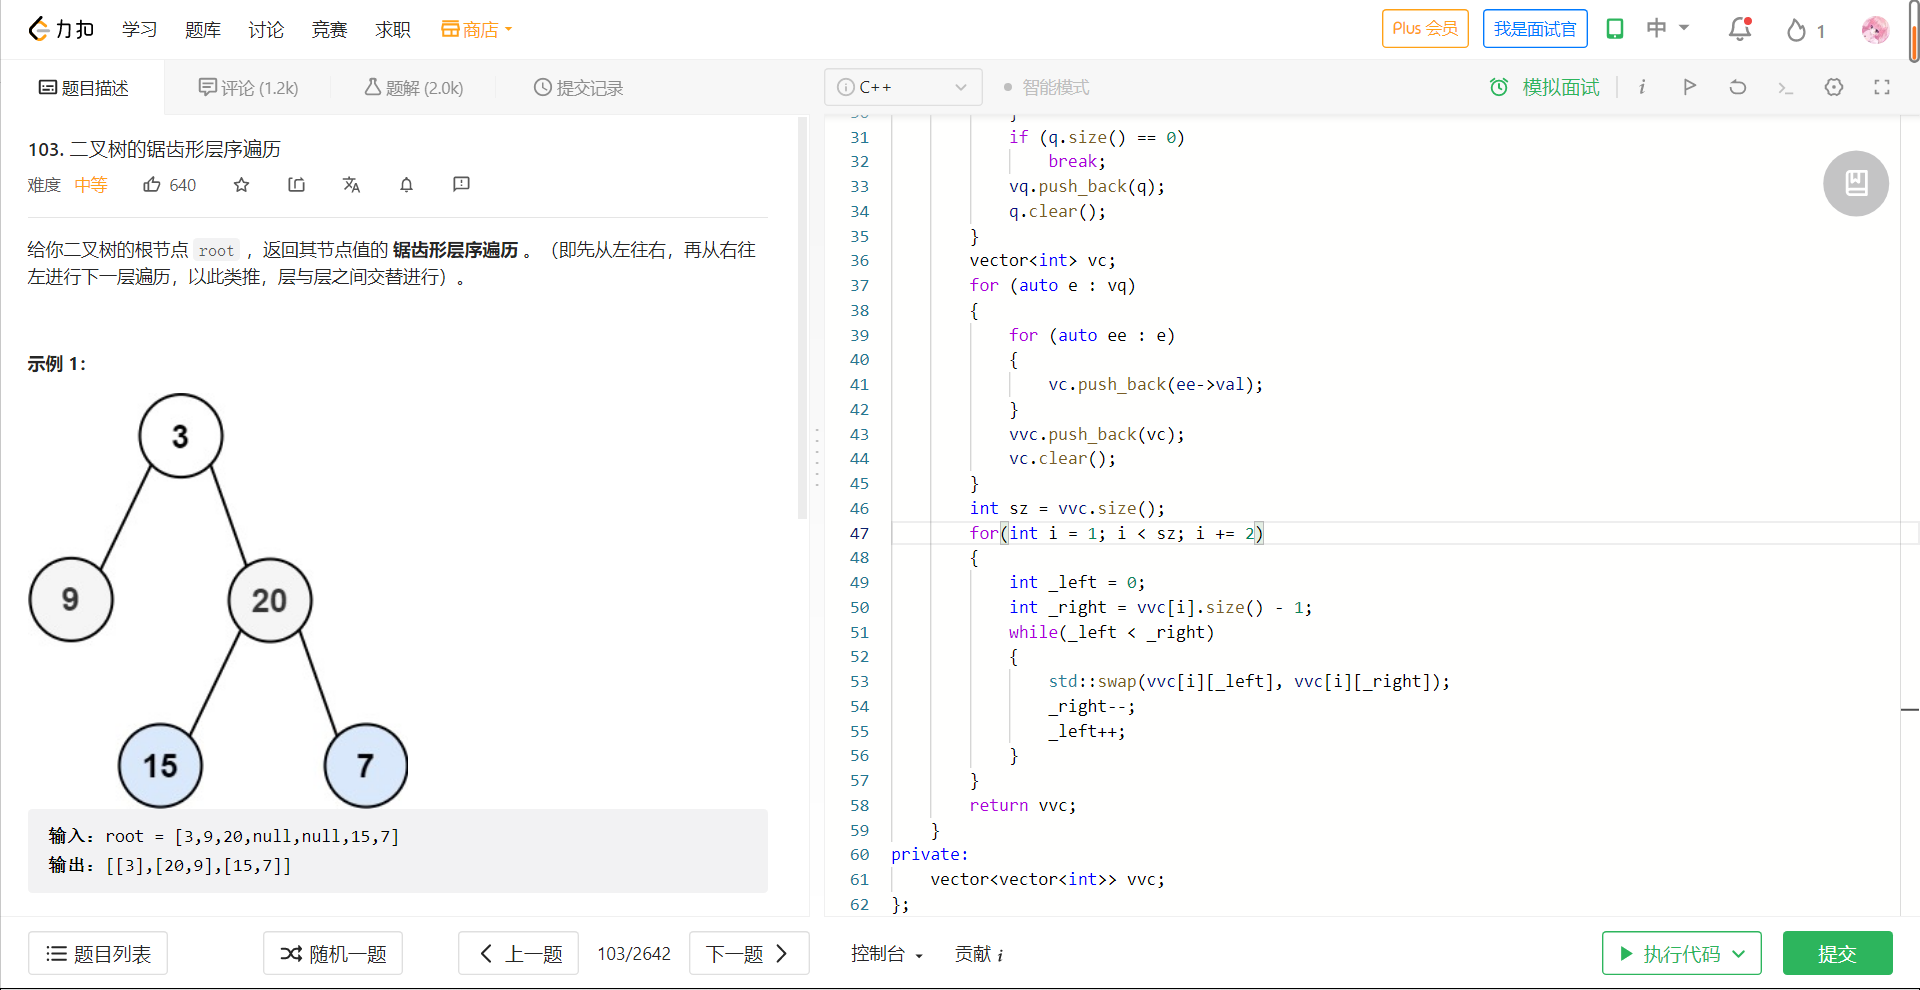 力扣 学习 题库 讨论 竞赛 求职 商店 Plus 会员 我是面试官 中 1
题目描述 评论 (1.2k) 题解 (2.0k) 提交记录
103. 二叉树的锯齿形层序遍历
难度 中等 640
给你二叉树的根节点 root ，返回其节点值的 锯齿形层序遍历 。（即先从左往右，再从右往
左进行下一层遍历，以此类推，层与层之间交替进行）。
示例 1：
3
9 20
15 7
输入：root = [3,9,20,null,null,15,7]
输出：[[3],[20,9],[15,7]]
题目列表 随机一题 上一题 103/2642 下一题
C++ 智能模式 模拟面试
30 }
31 if (q.size() == 0)
32 break;
33 vq.push_back(q);
34 q.clear();
35 }
36 vector<int> vc;
37 for (auto e : vq)
38 {
39 for (auto ee : e)
40 {
41 vc.push_back(ee->val);
42 }
43 vvc.push_back(vc);
44 vc.clear();
45 }
46 int sz = vvc.size();
47 for(int i = 1; i < sz; i += 2)
48 {
49 int _left = 0;
50 int _right = vvc[i].size() - 1;
51 while(_left < _right)
52 {
53 std::swap(vvc[i][_left], vvc[i][_right]);
54 _right--;
55 _left++;
56 }
57 }
58 return vvc;
59 }
60 private:
61 vector<vector<int>> vvc;
62 };
控制台 贡献 i 执行代码 提交